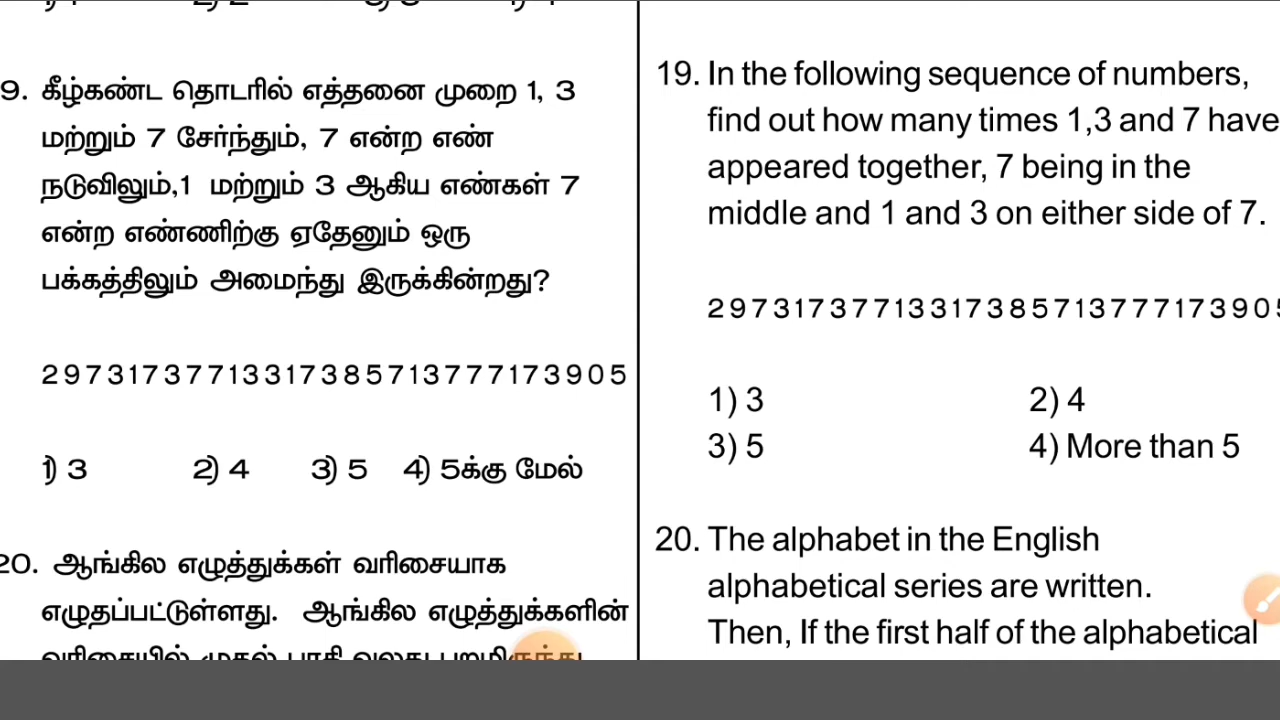 9. கீழ்கண்ட தொடரில் எத்தனை முறை 1, 3
மற்றும் 7 சேர்ந்தும், 7 என்ற எண்
நடுவிலும்,1 மற்றும் 3 ஆகிய எண்கள் 7
என்ற எண்ணிற்கு ஏதேனும் ஒரு
பக்கத்திலும் அமைந்து இருக்கின்றது?
2 9 7 3 1 7 3 7 7 1 3 3 1 7 3 8 5 7 1 3 7 7 7 1 7 3 9 0 5
1) 3 2) 4 3) 5 4) 5க்கு மேல்
20. ஆங்கில எழுத்துக்கள் வரிசையாக
எழுதப்பட்டுள்ளது. ஆங்கில எழுத்துக்களின்
19. In the following sequence of numbers,
find out how many times 1,3 and 7 have
appeared together, 7 being in the
middle and 1 and 3 on either side of 7.
2 9 7 3 1 7 3 7 7 1 3 3 1 7 3 8 5 7 1 3 7 7 7 1 7 3 9 0
1) 3 2) 4
3) 5 4) More than 5
20. The alphabet in the English
alphabetical series are written.
Then, If the first half of the alphabetical